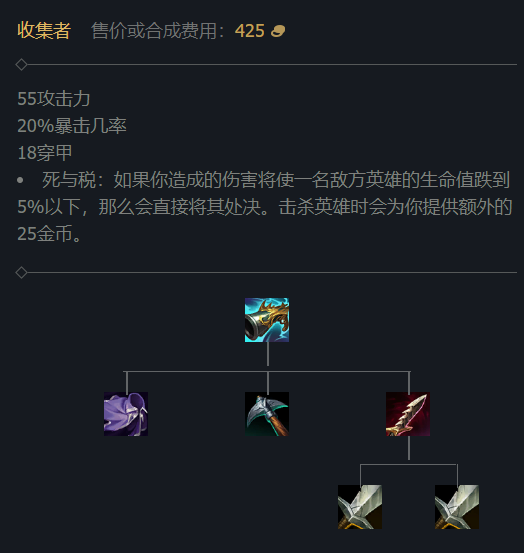 收集者 售价或合成费用：425
55攻击力
20%暴击几率
18穿甲
• 死与税：如果你造成的伤害将使一名敌方英雄的生命值跌到
5%以下，那么会直接将其处决。击杀英雄时会为你提供额外的
25金币。